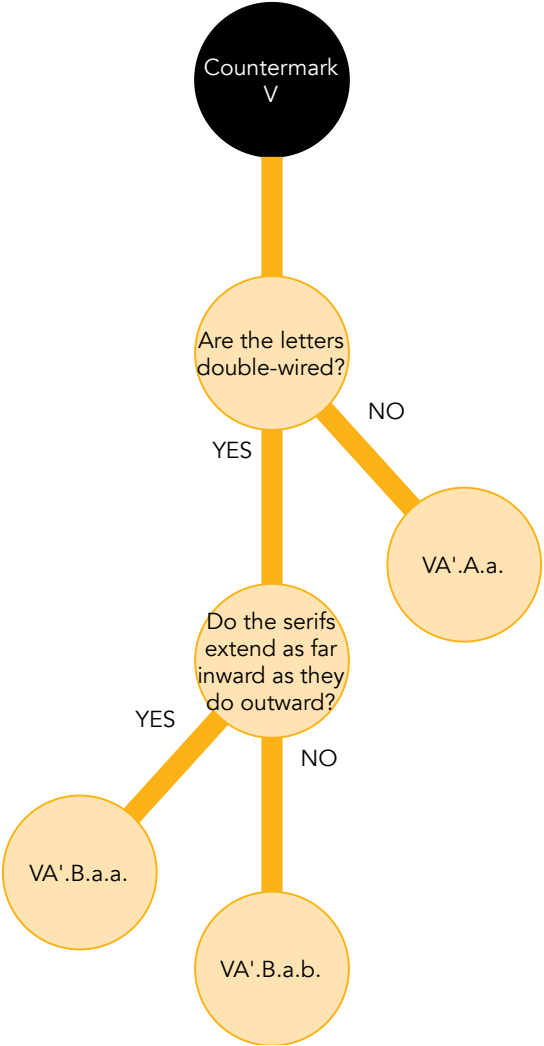 Countermark
V
Are the letters
double-wired?
NO
YES
VA'.A.a.
Do the serifs
extend as far
inward as they
do outward?
YES
NO
VA'.B.a.a.
VA'.B.a.b.